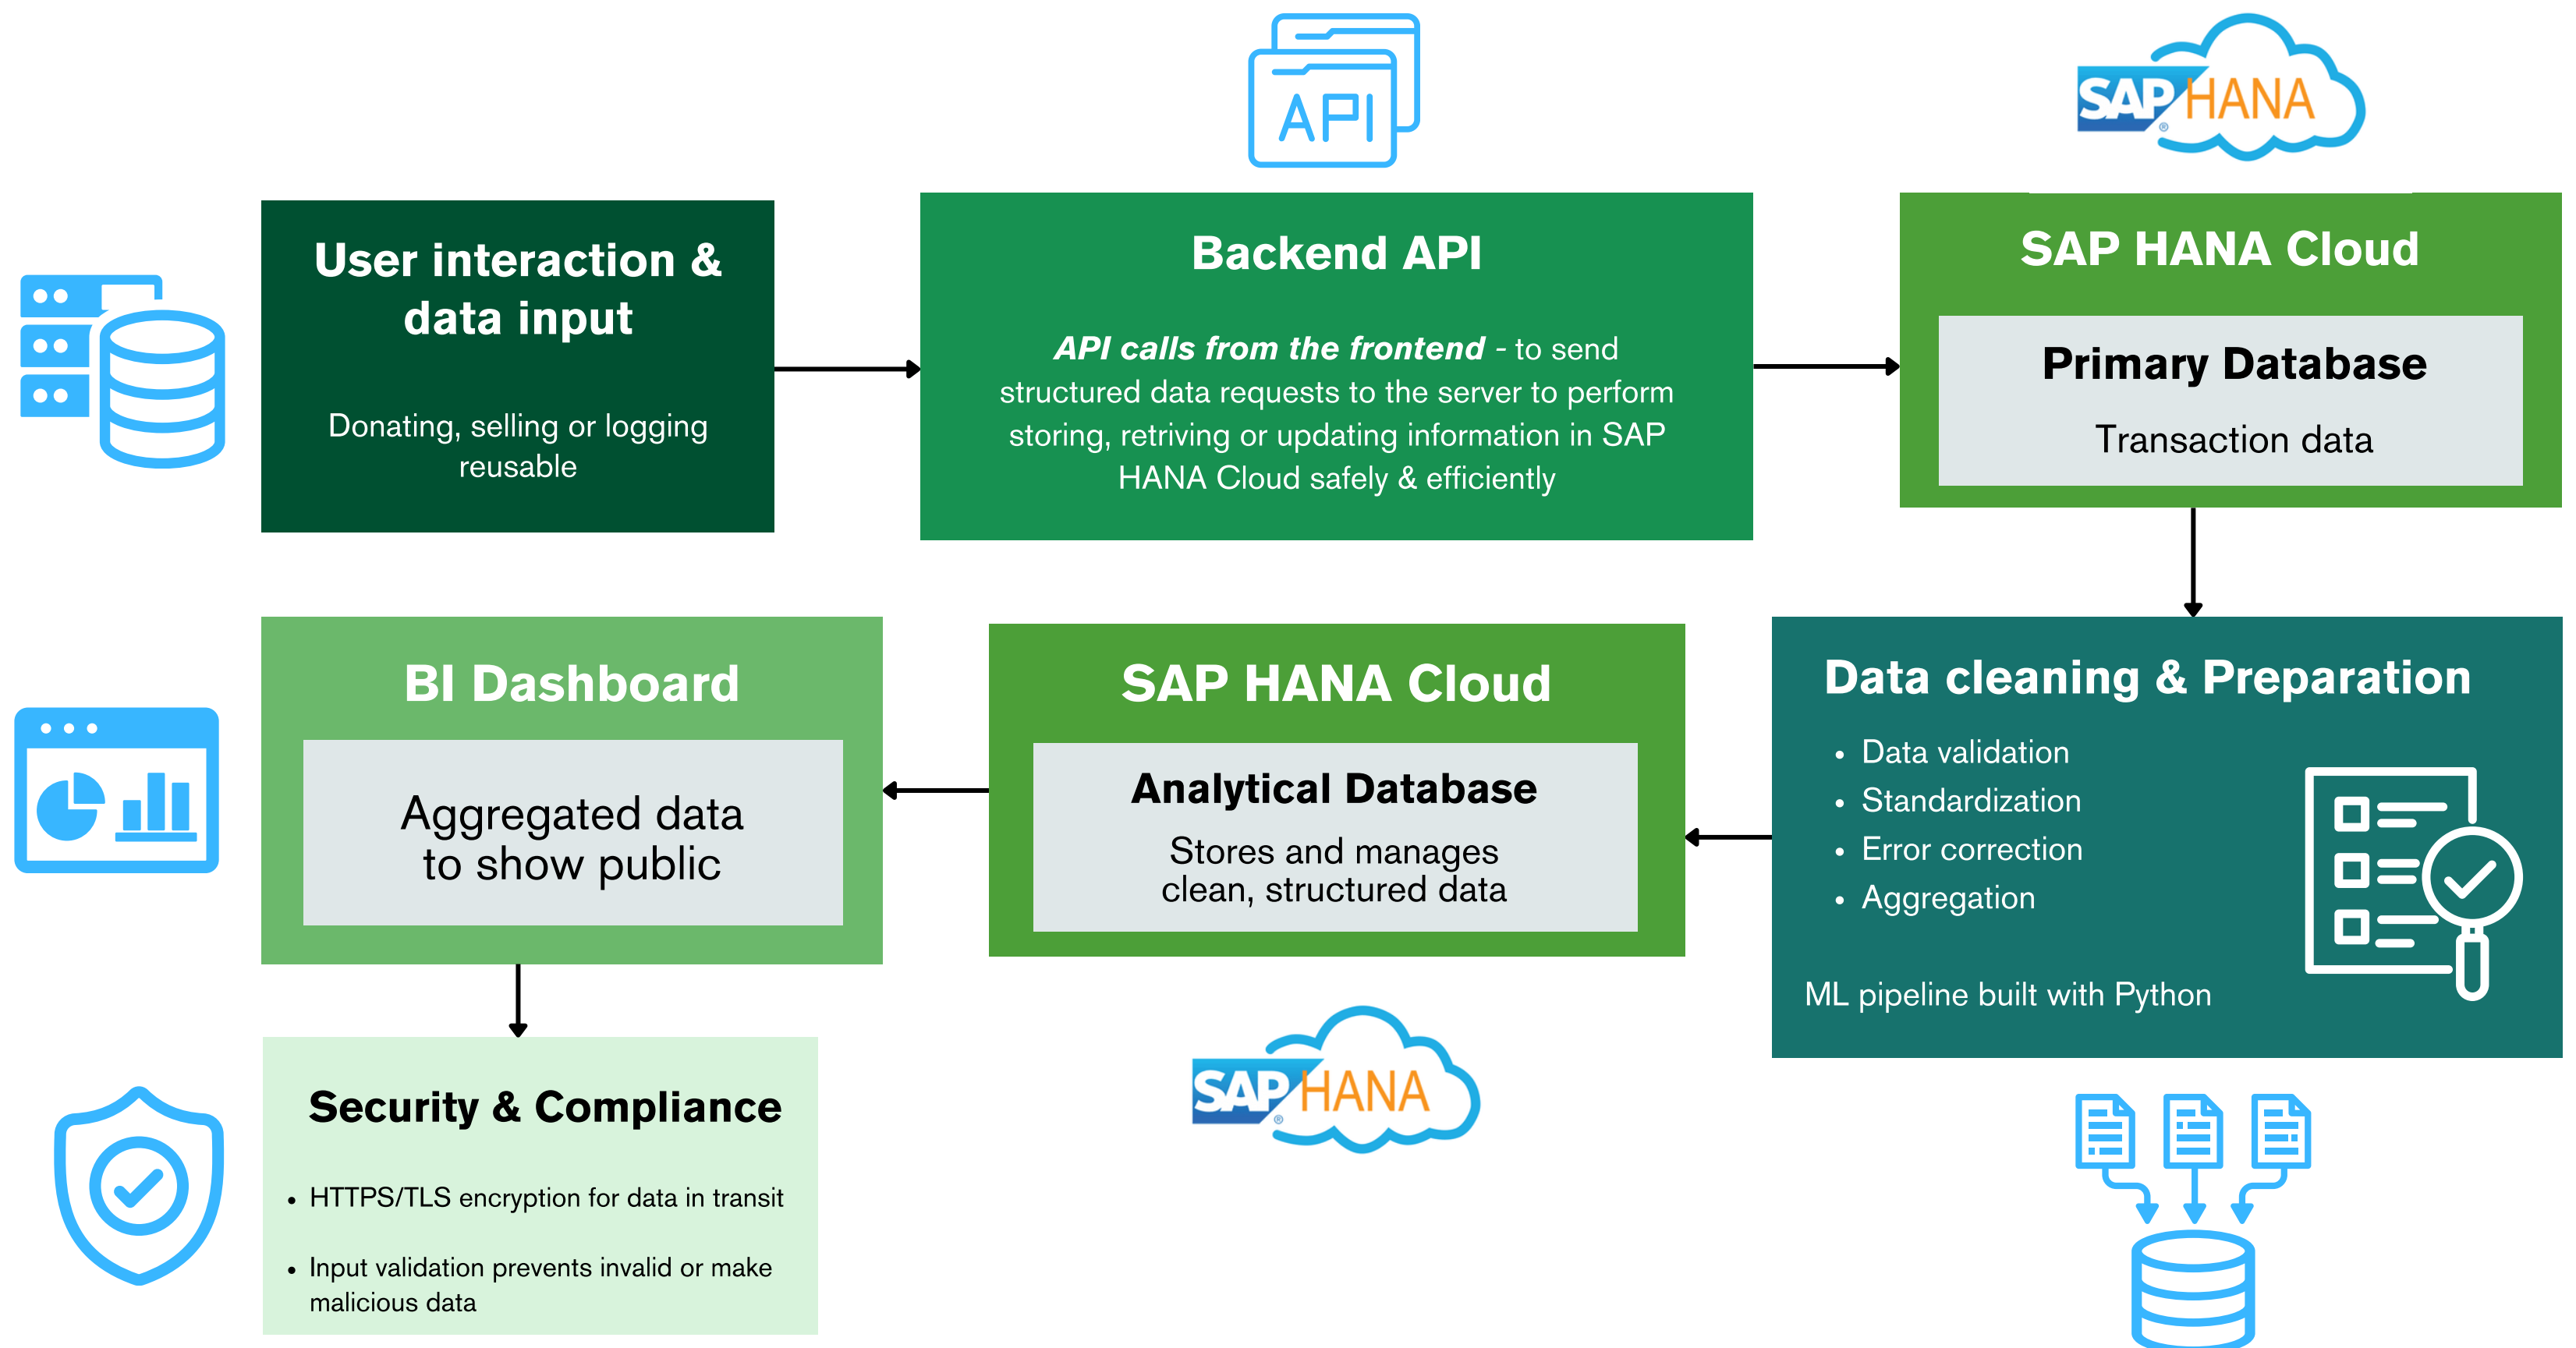 API
SAP HANA
®
User interaction &
data input
Donating, selling or logging
reusable
Backend API
API calls from the frontend - to send
structured data requests to the server to perform
storing, retriving or updating information in SAP
HANA Cloud safely & efficiently
SAP HANA Cloud
Primary Database
Transaction data
BI Dashboard
Aggregated data
to show public
SAP HANA Cloud
Analytical Database
Stores and manages
clean, structured data
Data cleaning & Preparation
• Data validation
• Standardization
• Error correction
• Aggregation
ML pipeline built with Python
SAP HANA
®
Security & Compliance
• HTTPS/TLS encryption for data in transit
• Input validation prevents invalid or make
malicious data